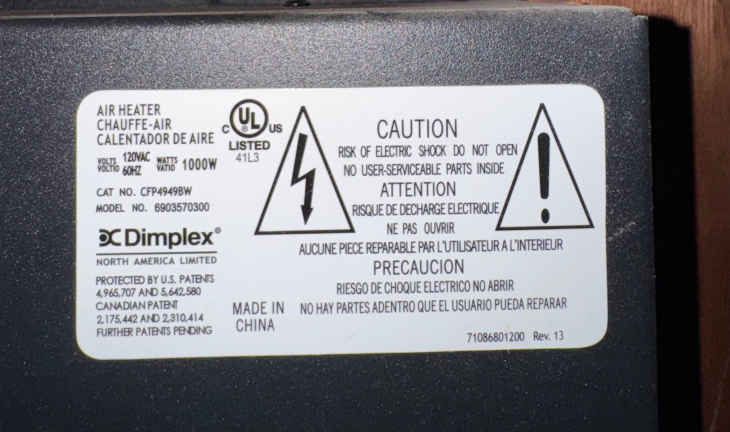 AIR HEATER
CHAUFFE-AIR
CALENTADOR DE AIRE
VOLTS 120VAC WATTS 1000W
VOLTIO 60HZ VATIO
CAT NO. CFP4949BW
MODEL NO. 6903570300
Dimplex®
NORTH AMERICA LIMITED
PROTECTED BY U.S. PATENTS
4,965,707 AND 5,642,580
CANADIAN PATENT
2,175,442 AND 2,310,414
FURTHER PATENTS PENDING
C UL US
LISTED
41L3
MADE IN
CHINA
CAUTION
RISK OF ELECTRIC SHOCK DO NOT OPEN
NO USER-SERVICEABLE PARTS INSIDE
ATTENTION
RISQUE DE DECHARGE ELECTRIQUE
NE PAS OUVRIR
AUCUNE PIECE REPARABLE PAR L'UTILISATEUR A L'INTERIEUR
PRECAUCION
RIESGO DE CHOQUE ELECTRICO NO ABRIR
NO HAY PARTES ADENTRO QUE EL USUARIO PUEDA REPARAR
71086801200 Rev. 13